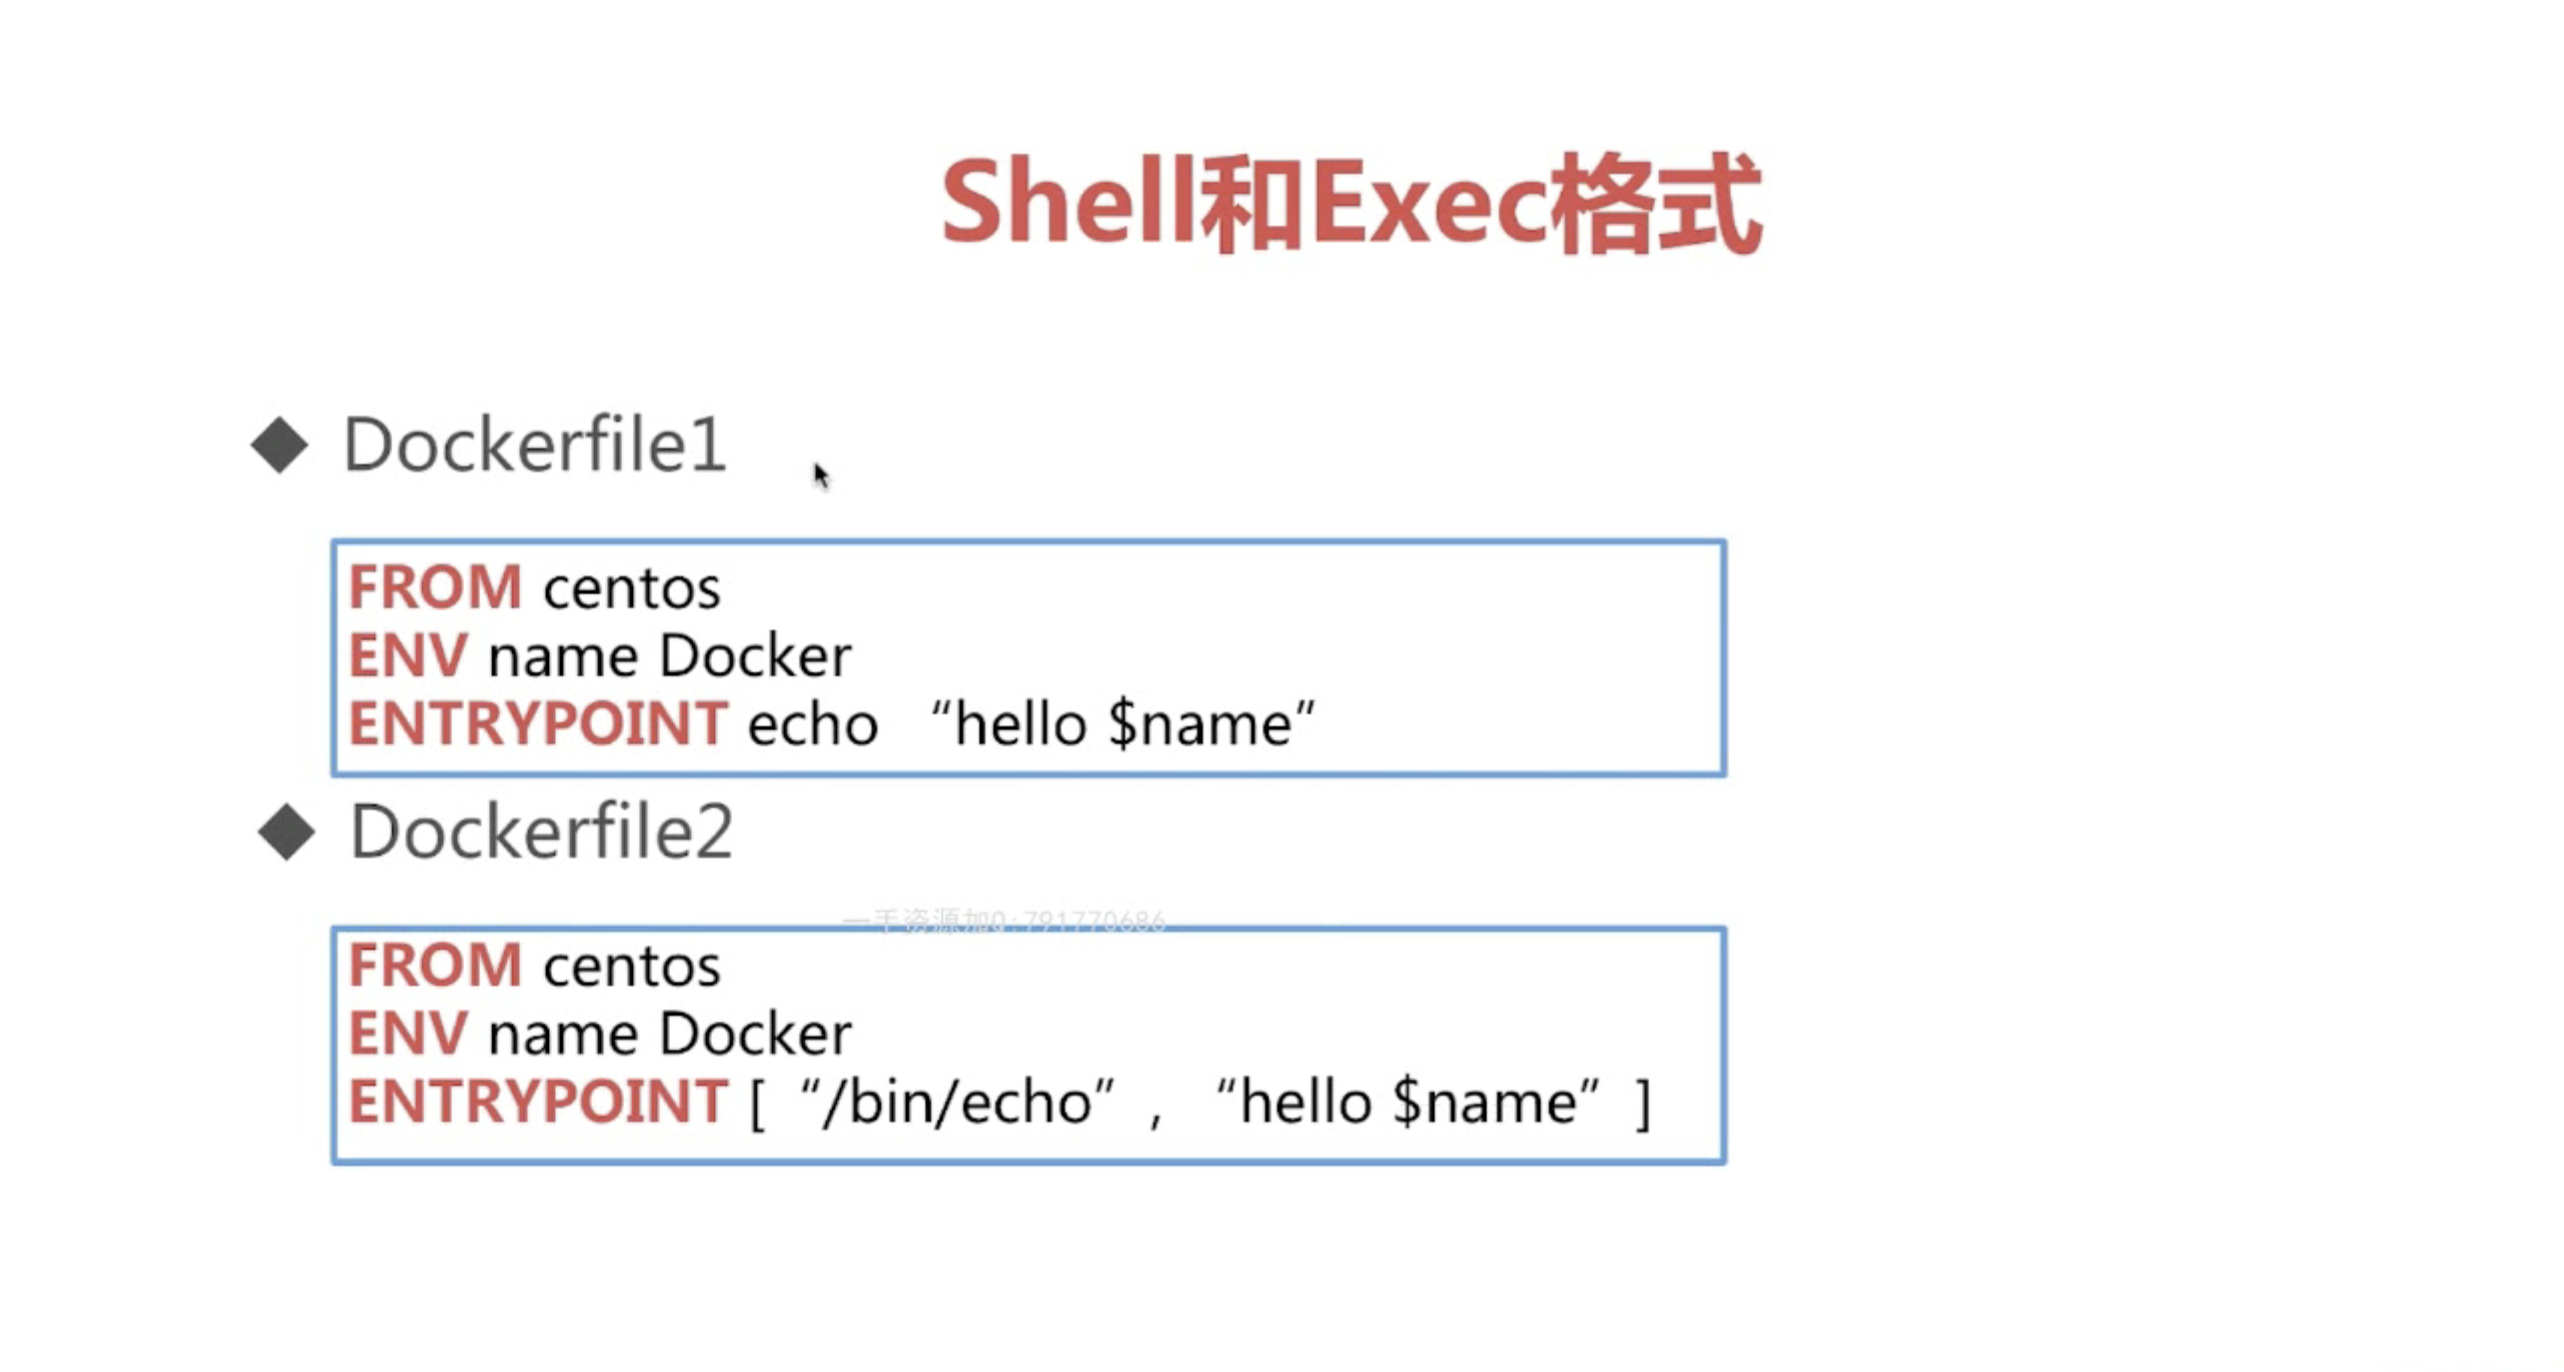 Shell和Exec格式
◆ Dockerfile1
FROM centos
ENV name Docker
ENTRYPOINT echo “hello $name”
◆ Dockerfile2
一手资源加Q:791770686
FROM centos
ENV name Docker
ENTRYPOINT [ “/bin/echo” , “hello $name” ]